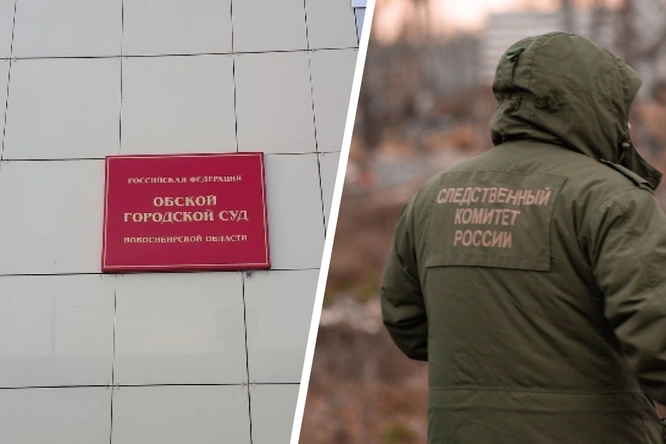 РОССИЙСКАЯ ФЕДЕРАЦИЯ
ОБСКОЙ
ГОРОДСКОЙ СУД
НОВОСИБИРСКОЙ ОБЛАСТИ
СЛЕДСТВЕННЫЙ
КОМИТЕТ
РОССИИ